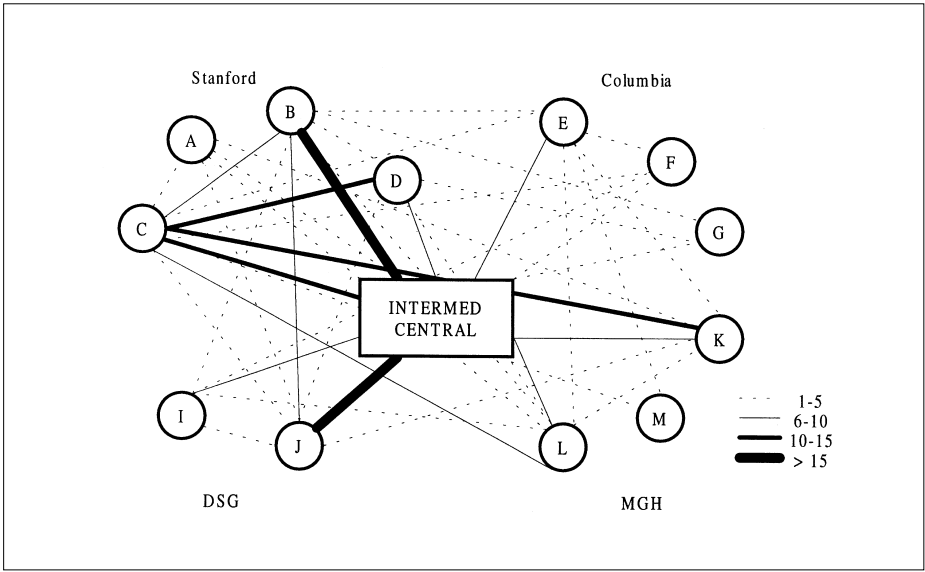 Stanford
Columbia
B
E
A
F
D
C
G
INTERMED
CENTRAL
K
1-5
6-10
10-15
> 15
I
M
J
L
DSG
MGH